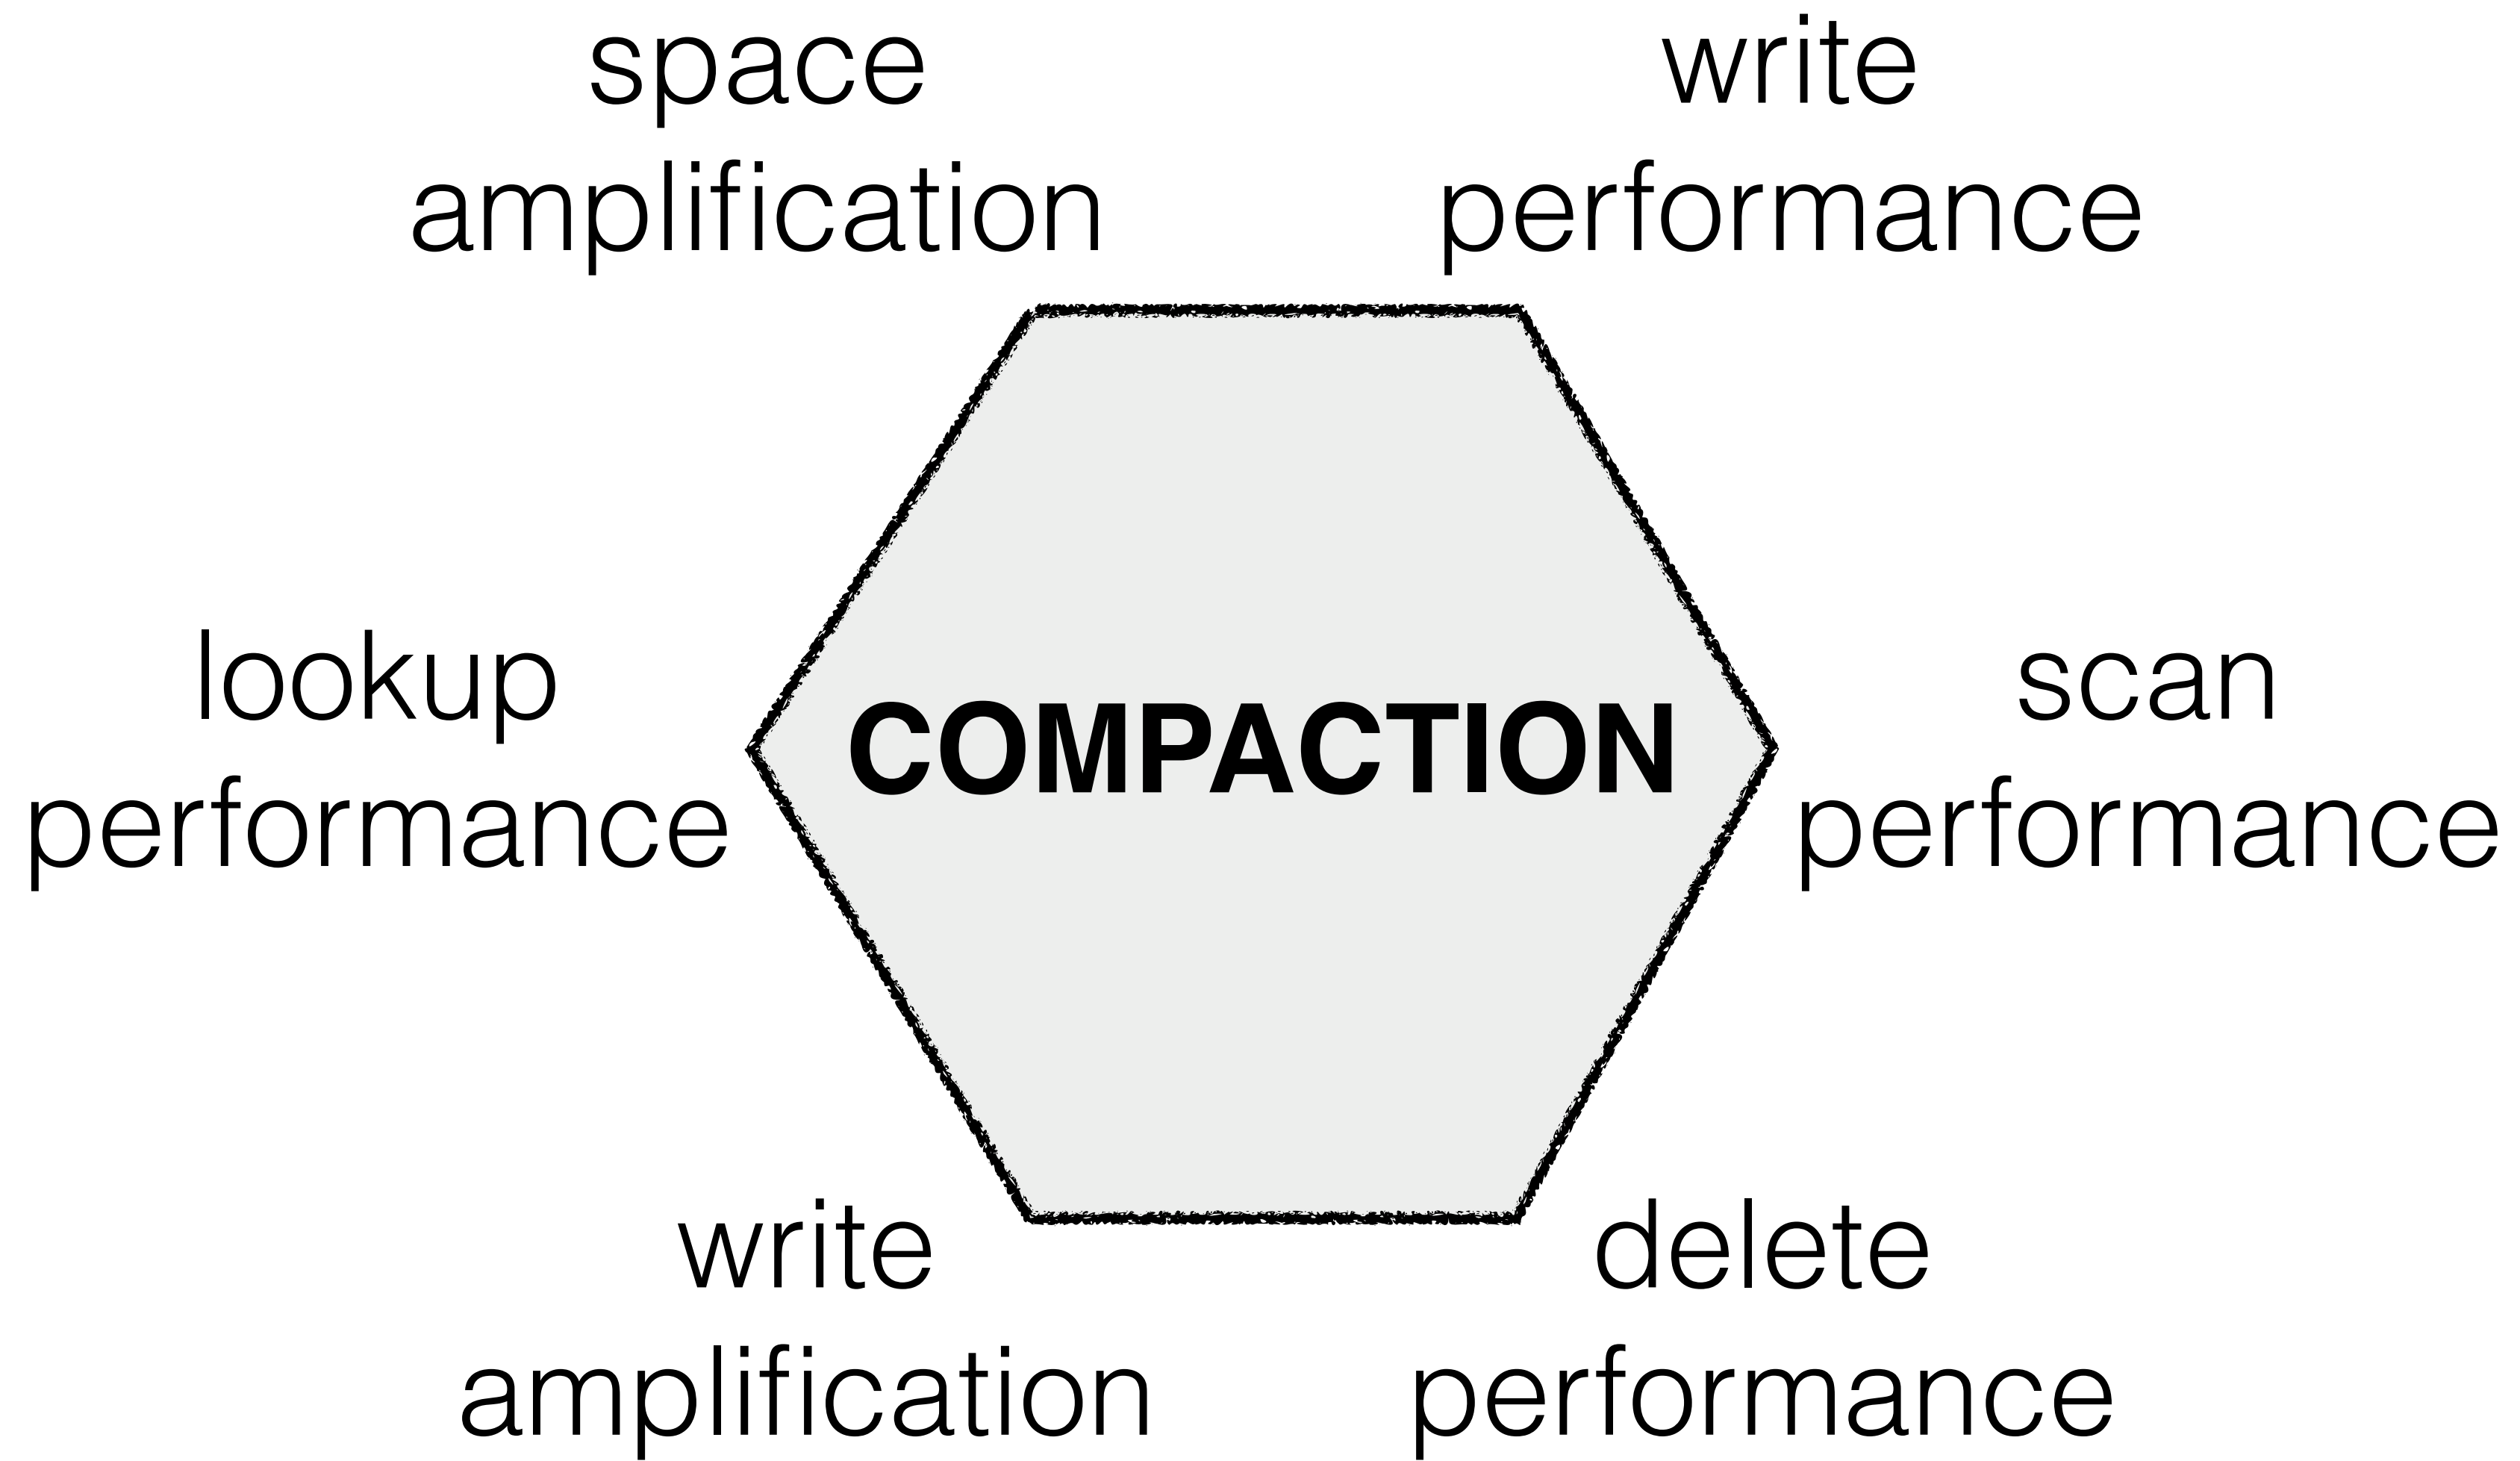 space
amplification
write
performance
lookup
performance
COMPACTION
scan
performance
write
amplification
delete
performance